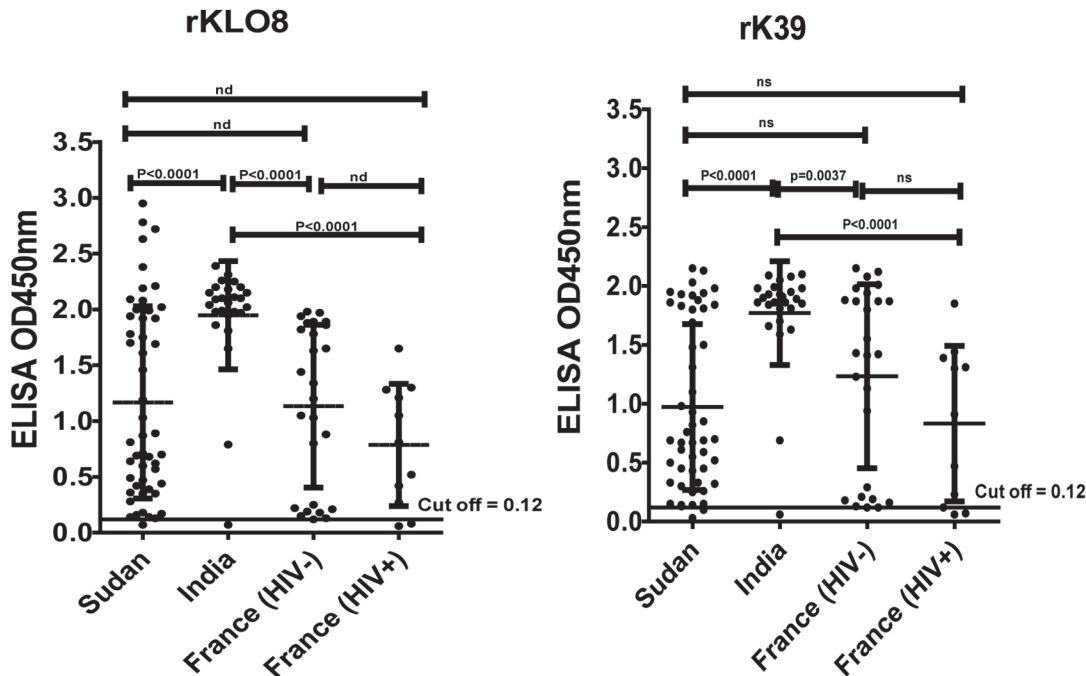 rKLO8
nd
nd
P<0.0001
P<0.0001
nd
P<0.0001
ELISA OD450nm
3.5
3.0
2.5
2.0
1.5
1.0
0.5
0.0
Cut off = 0.12
Sudan
India
France (HIV-)
France (HIV+)
rK39
ns
ns
P<0.0001
p=0.0037
ns
P<0.0001
ELISA OD450nm
3.5
3.0
2.5
2.0
1.5
1.0
0.5
0.0
Cut off = 0.12
Sudan
India
France (HIV-)
France (HIV+)